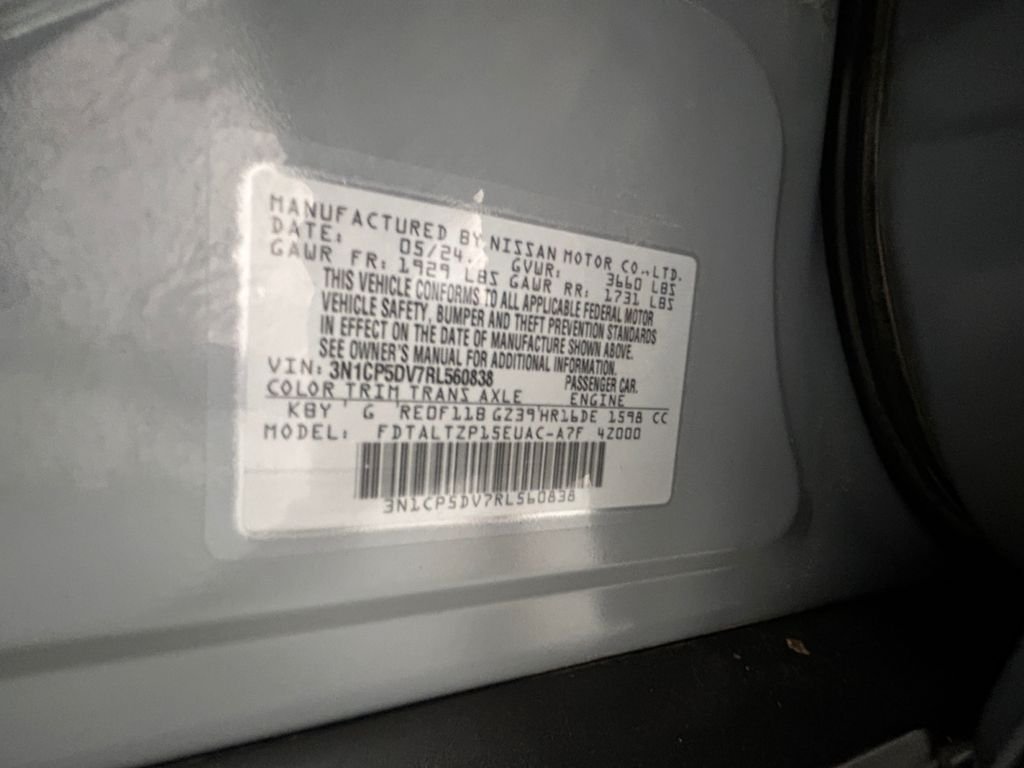 MANUFACTURED BY NISSAN MOTOR CO.,LTD.
DATE: 05/24 GVWR: 3660 LBS
GAWR FR: 1929 LBS GAWR RR: 1731 LBS
THIS VEHICLE CONFORMS TO ALL APPLICABLE FEDERAL MOTOR
VEHICLE SAFETY, BUMPER AND THEFT PREVENTION STANDARDS
IN EFFECT ON THE DATE OF MANUFACTURE SHOWN ABOVE.
SEE OWNER'S MANUAL FOR ADDITIONAL INFORMATION.
VIN: 3N1CP5DV7RL560838 PASSENGER CAR.
COLOR TRIM TRANS AXLE ENGINE
KBY G RE0F11B GZ39 HR16DE 1598 CC
MODEL: FDTALTZP15EUAC-A7F 4Z000
3N1CP5DV7RL560838